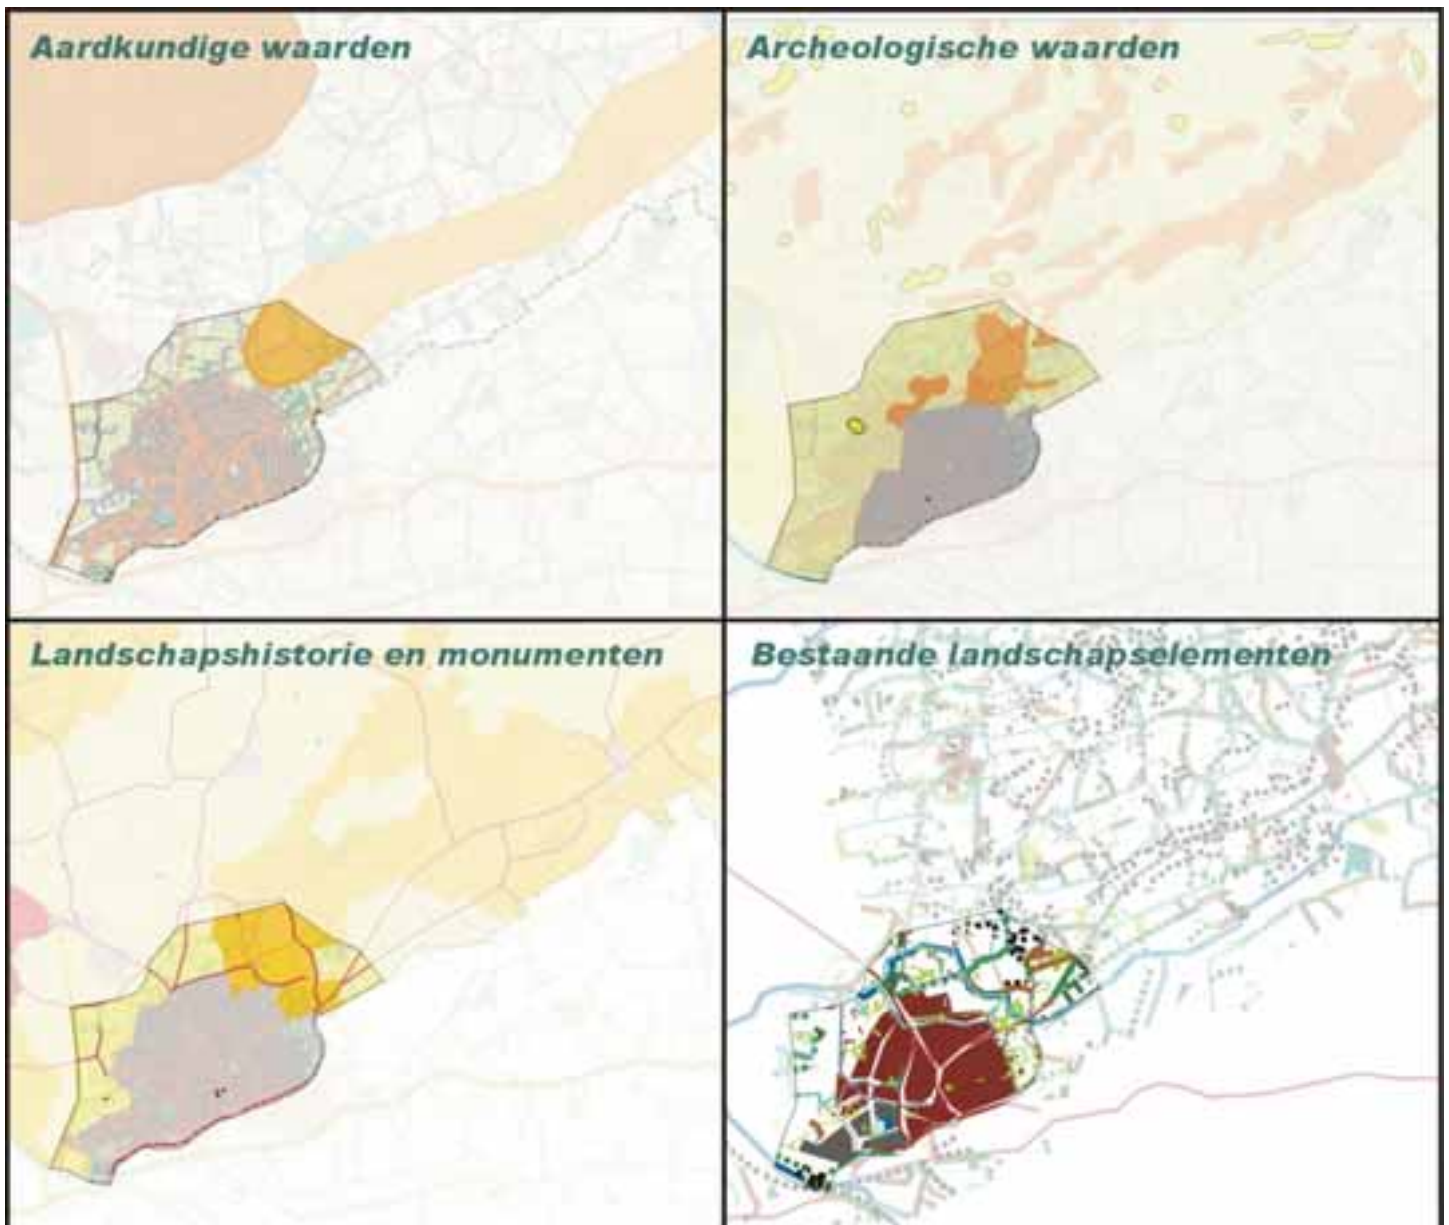 Aardkundige waarden
Archeologische waarden
Landschapshistorie en monumenten
Bestaande landschapselementen